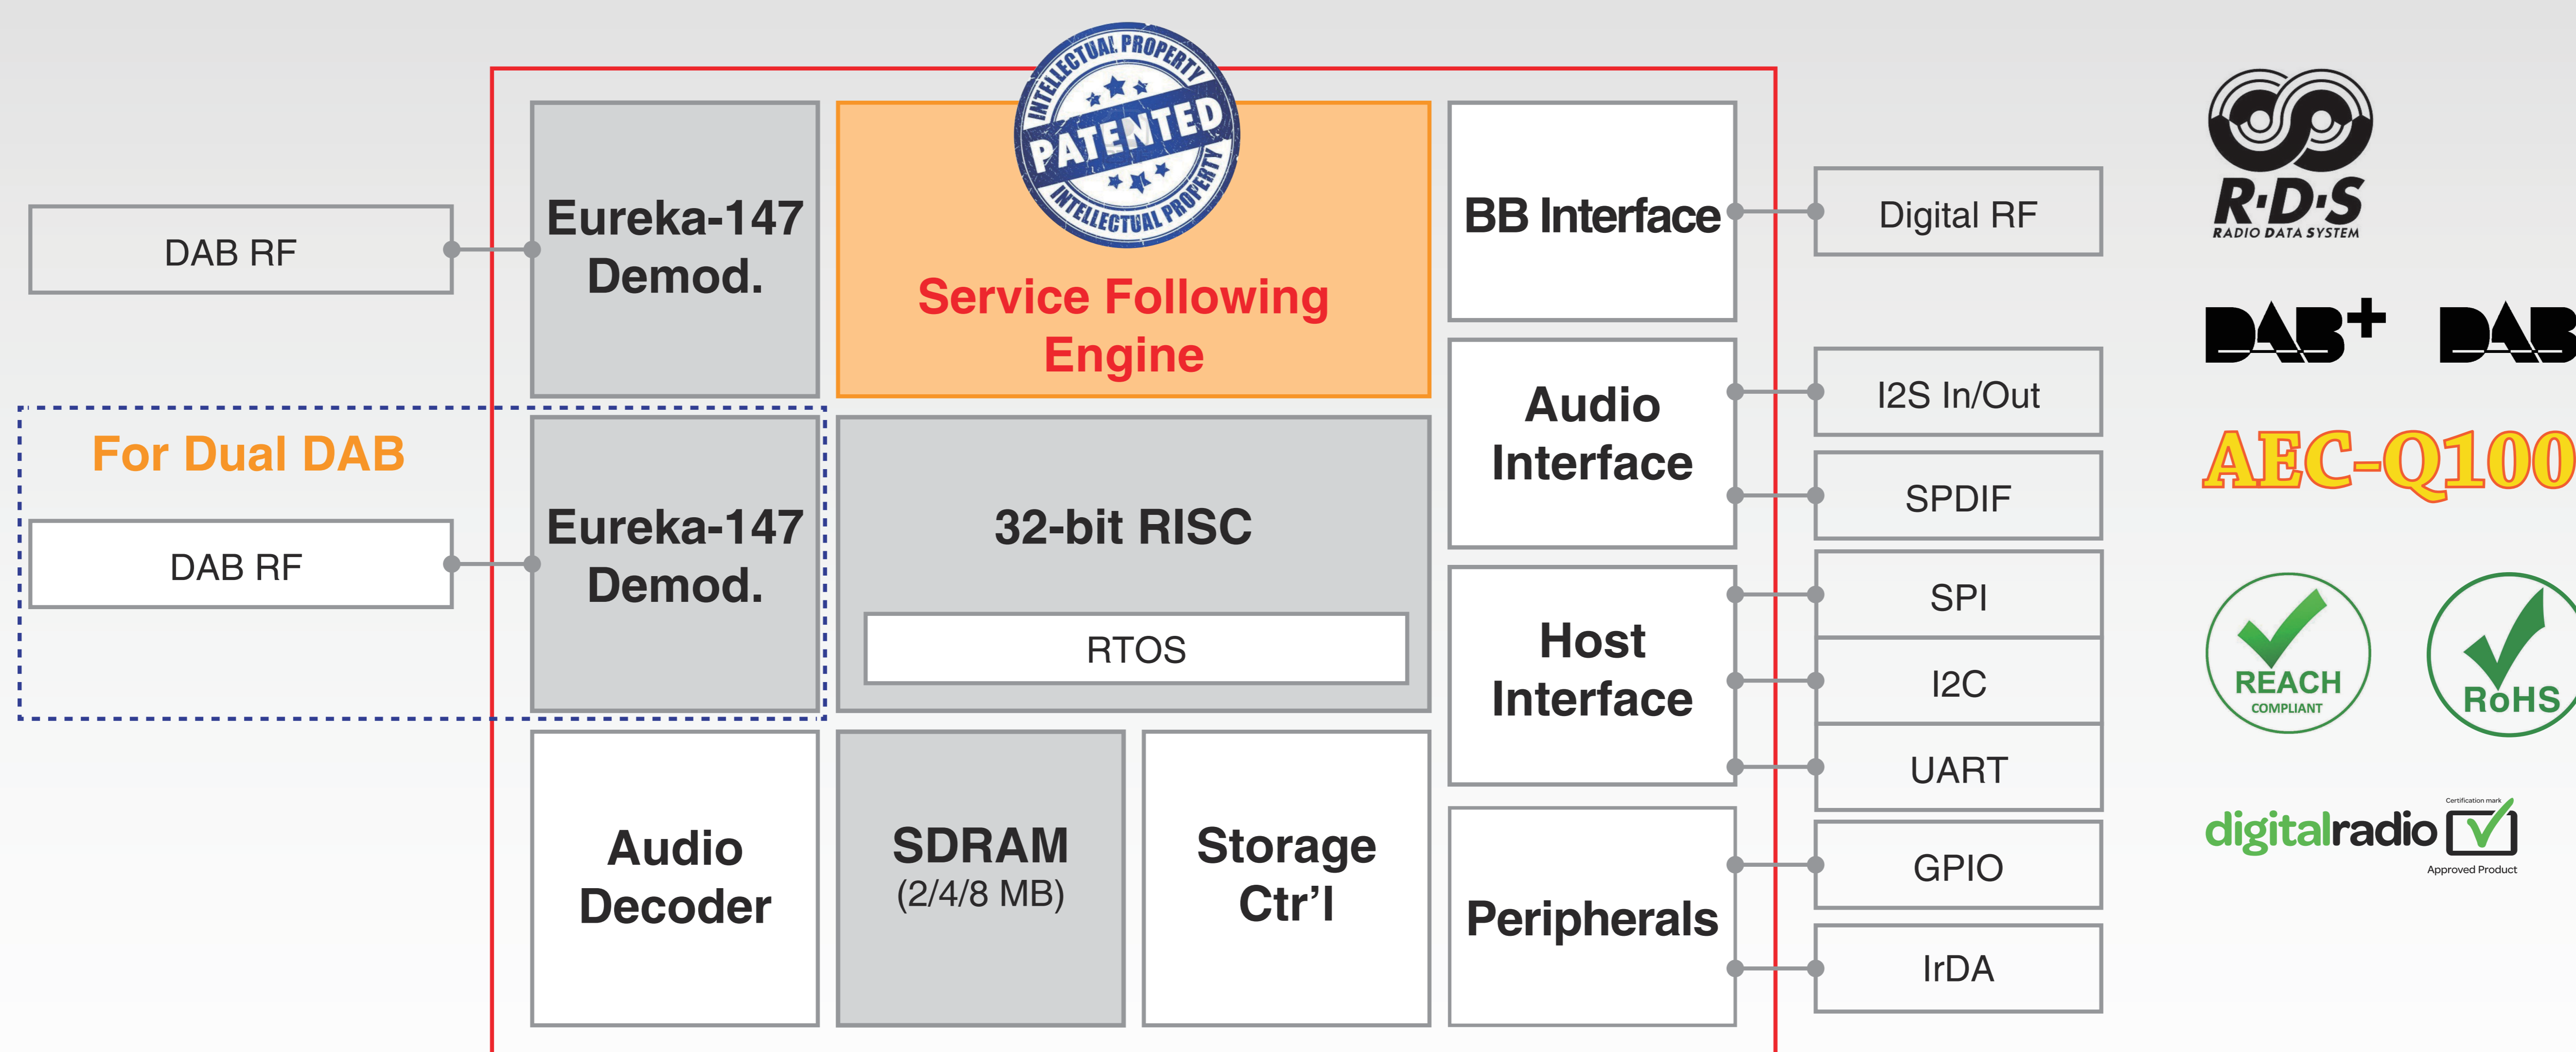 INTELLECTUAL PROPERTY
PATENTED
INTELLECTUAL PROPERTY
DAB RF
Eureka-147
Demod.
Service Following
Engine
BB Interface
Digital RF
For Dual DAB
DAB RF
Eureka-147
Demod.
32-bit RISC
RTOS
Audio
Interface
I2S In/Out
SPDIF
Host
Interface
SPI
I2C
UART
Audio
Decoder
SDRAM
(2/4/8 MB)
Storage
Ctr’l
Peripherals
GPIO
IrDA
R·D·S
RADIO DATA SYSTEM
DAB+ DAB
AEC-Q100
REACH
COMPLIANT
RoHS
Certification mark
digitalradio
Approved Product